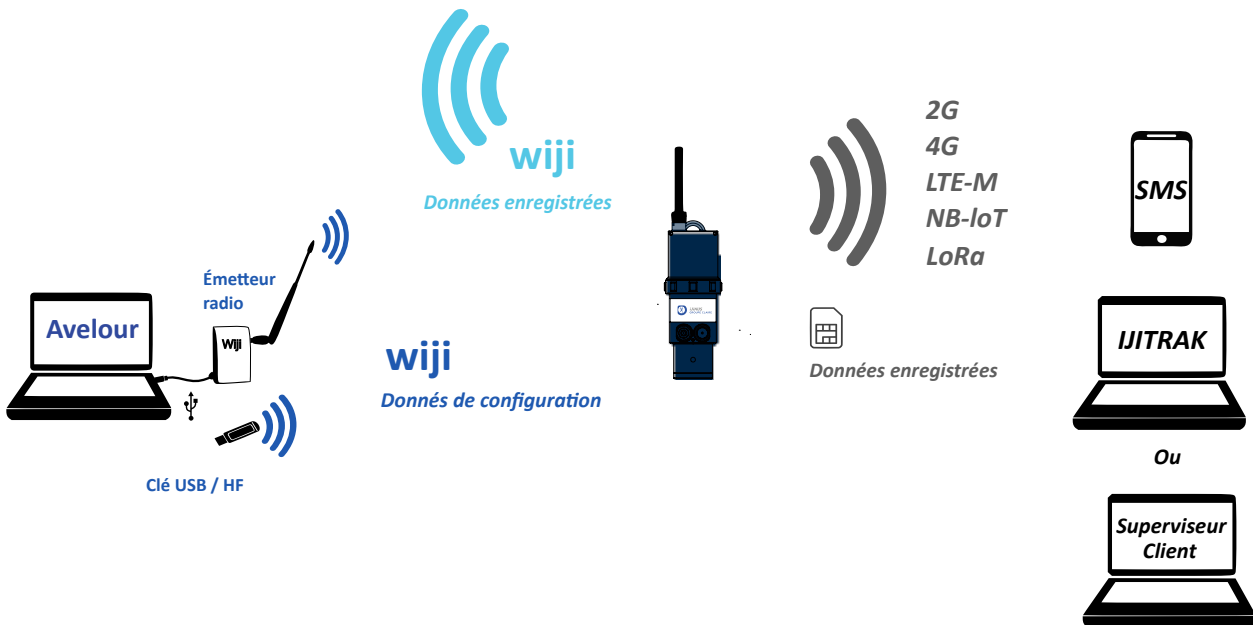 wiji
Données enregistrées
2G
4G
LTE-M
NB-IoT
LoRa
SMS
Émetteur
radio
Avelour
Wiji
wiji
Donnés de configuration
Clé USB / HF
Données enregistrées
IJITRAK
Ou
Superviseur
Client